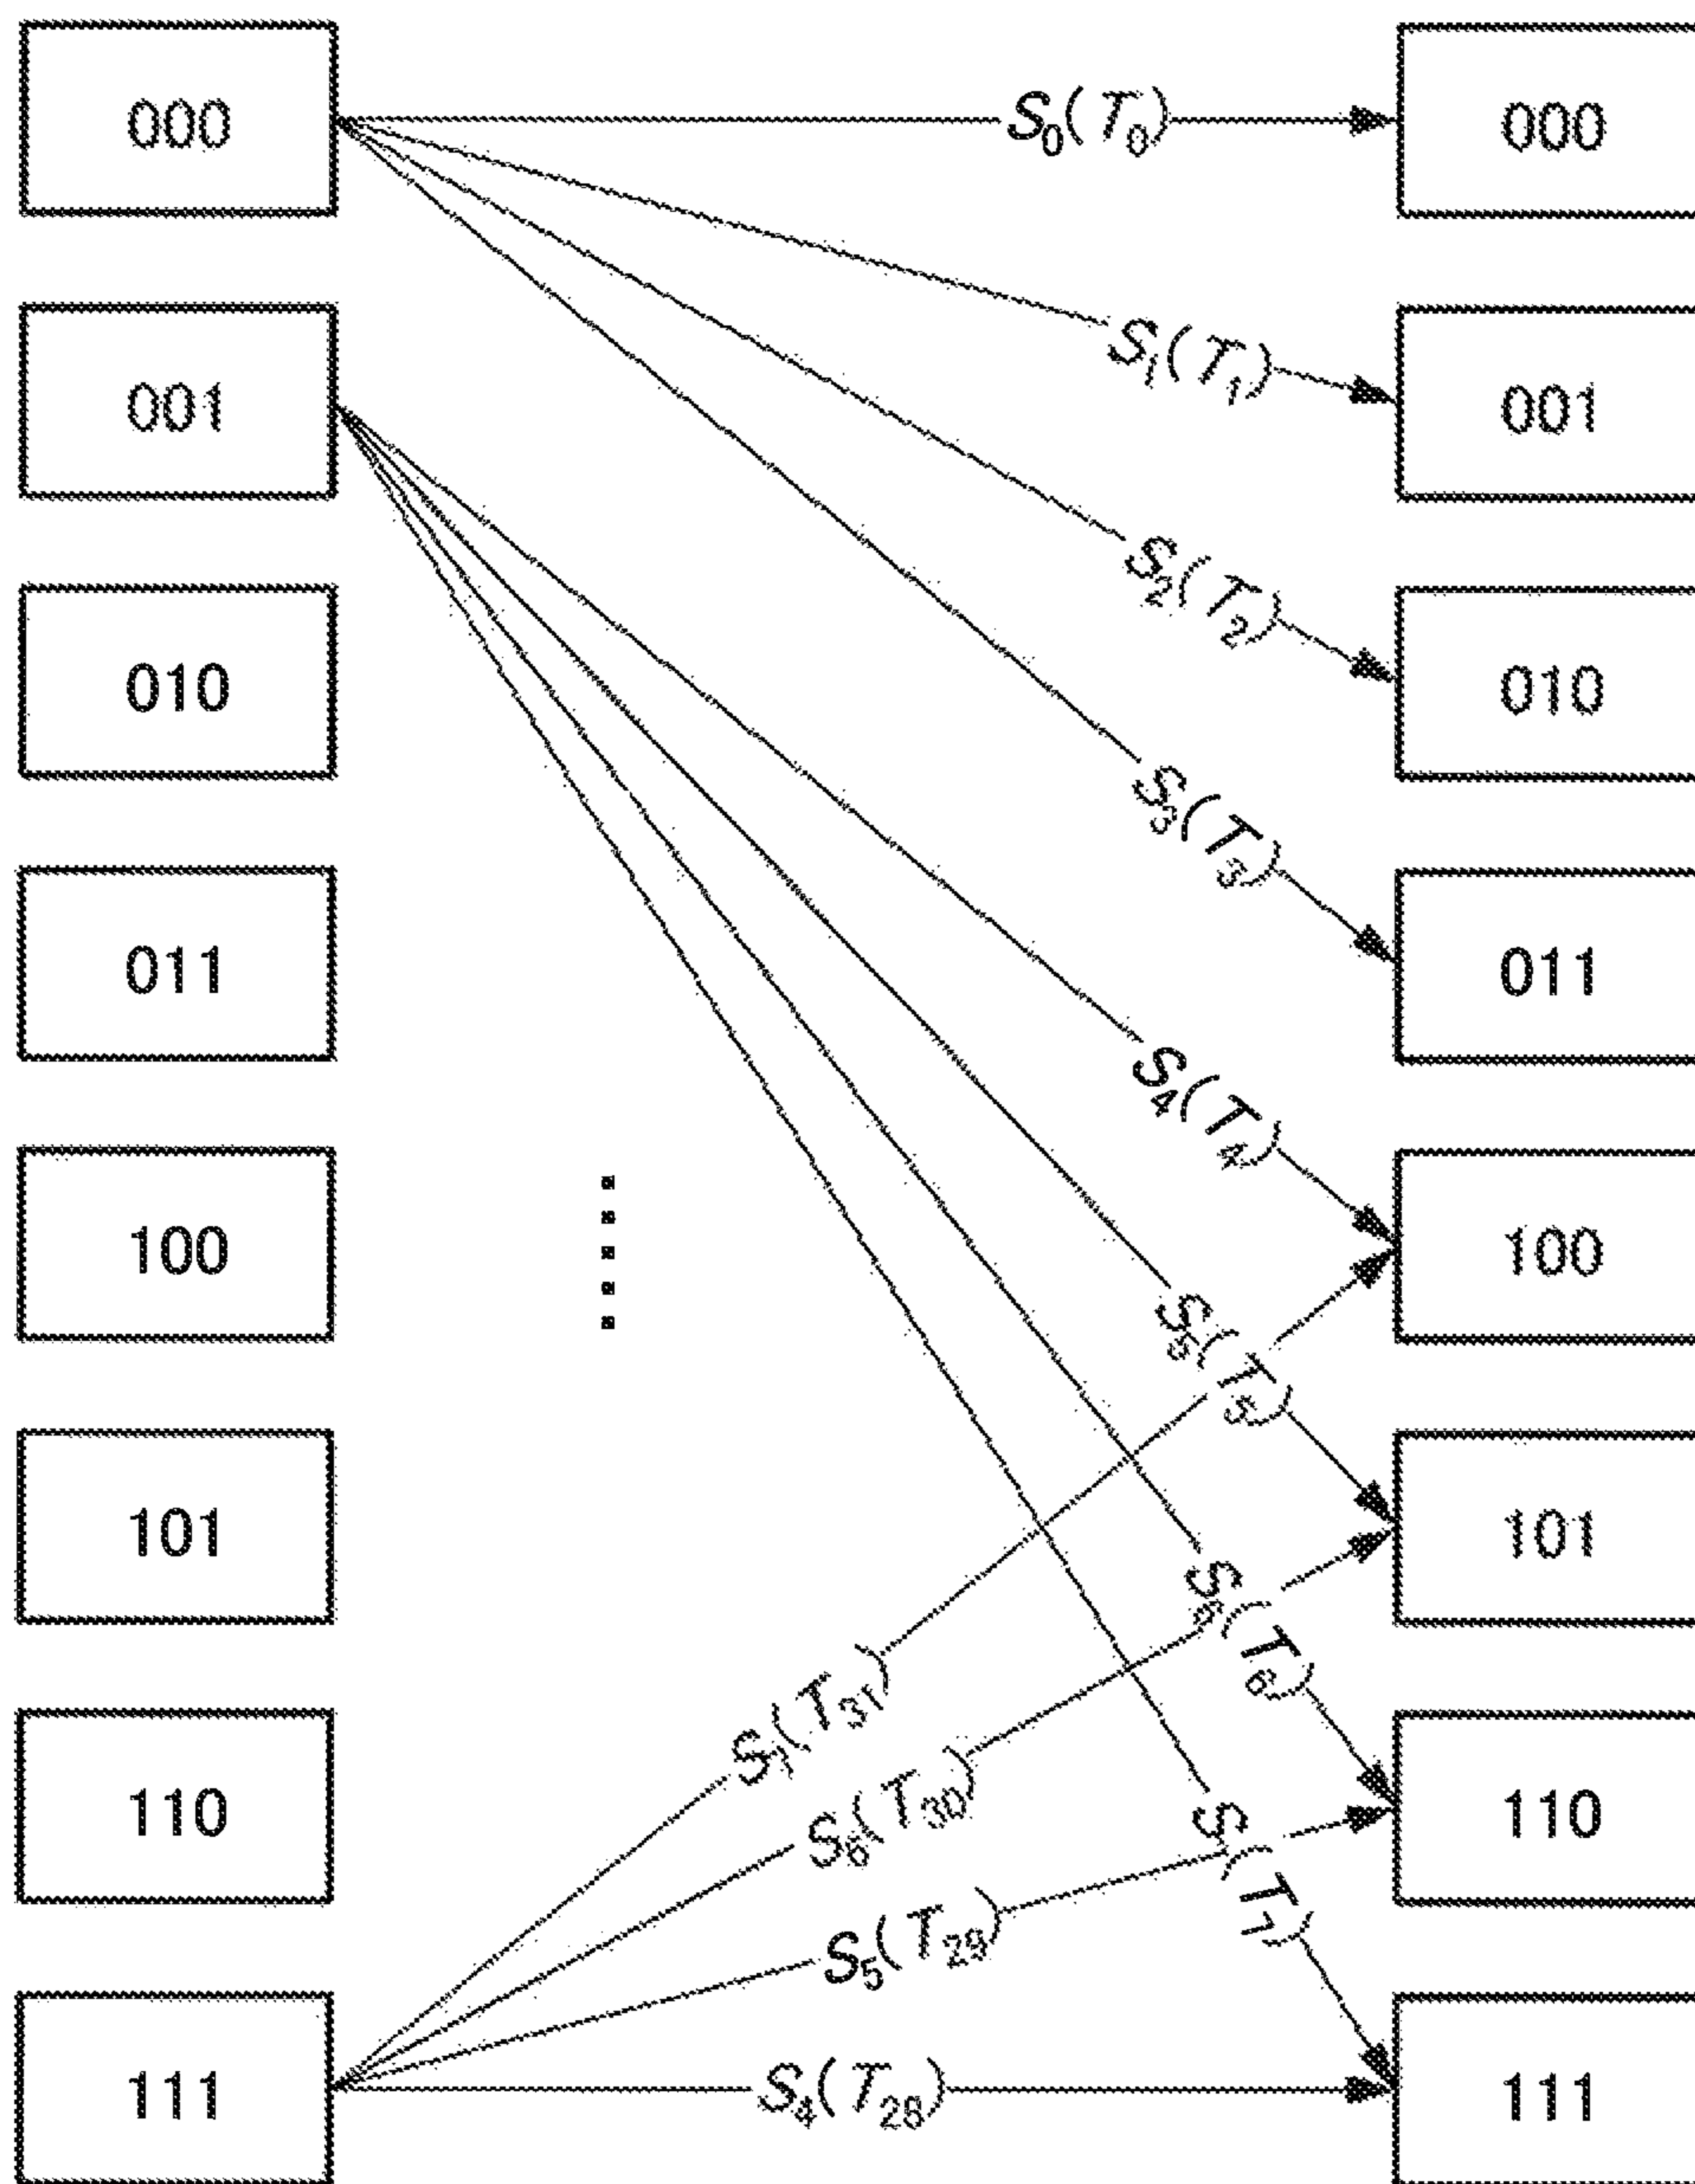 000 S₀(T₀) 000
S₁(T₁)
001 001
S₂(T₂)
010 010
S₃(T₃)
011 011
S₄(T₄)
100 100
S₅(T₅)
101 101
S₆(T₆)
S₇(T₃₁)
110 S₆(T₃₀) 110
S₇(T₇)
S₅(T₂₉)
111 S₄(T₂₈) 111